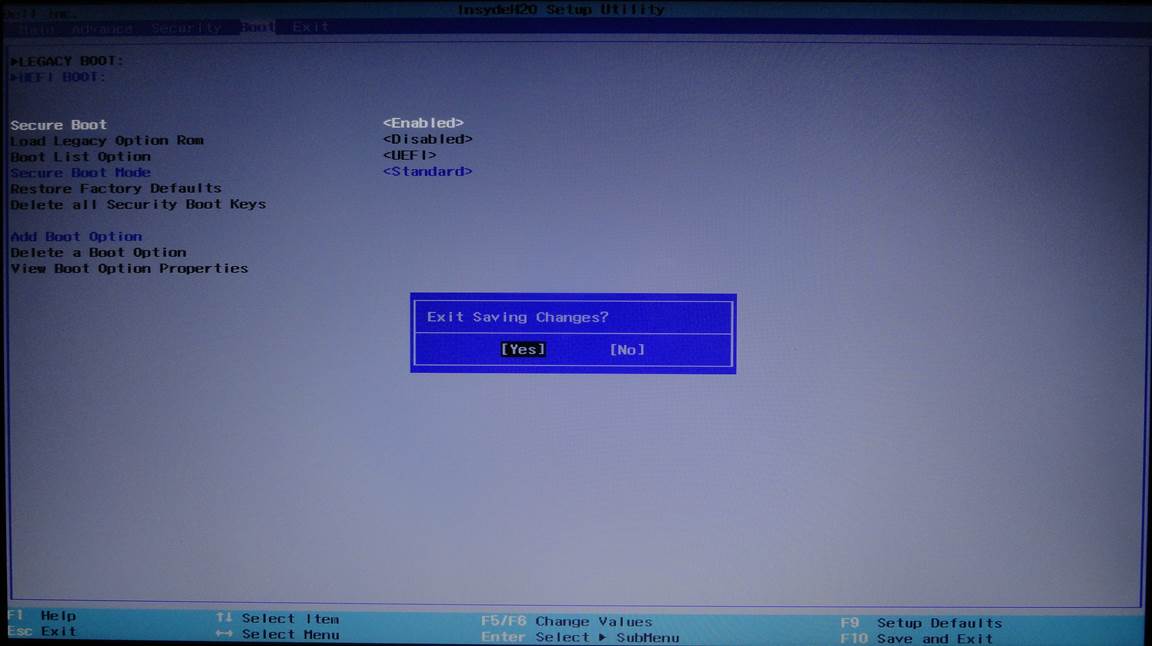 InsydeH20 Setup Utility
Dell Inc.
Main Advanced Security Boot Exit
▶LEGACY BOOT:
▶UEFI BOOT:
Secure Boot <Enabled>
Load Legacy Option Rom <Disabled>
Boot List Option <UEFI>
Secure Boot Mode <Standard>
Restore Factory Defaults
Delete all Security Boot Keys
Add Boot Option
Delete a Boot Option
View Boot Option Properties
Exit Saving Changes?
[Yes] [No]
F1 Help ↑↓ Select Item F5/F6 Change Values F9 Setup Defaults
Esc Exit ↔ Select Menu Enter Select ▶ SubMenu F10 Save and Exit